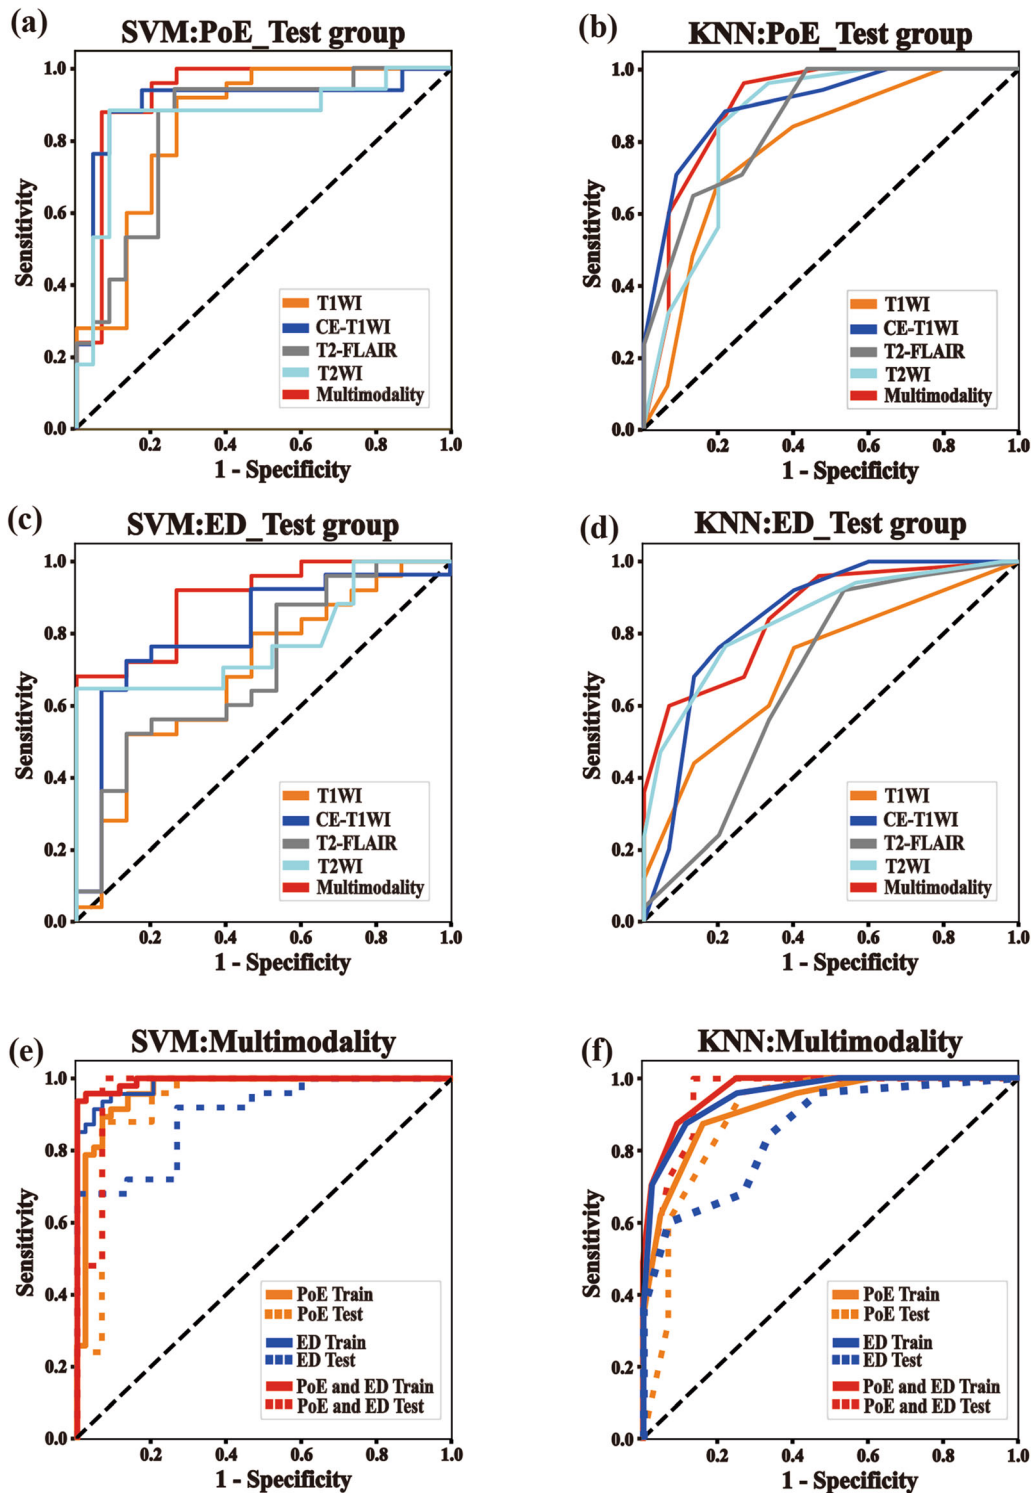 (a)
SVM:PoE_Test group
1.0
0.8
0.6
0.4
0.2
0.0
Sensitivity
T1WI
CE-T1WI
T2-FLAIR
T2WI
Multimodality
0.2 0.4 0.6 0.8 1.0
1 - Specificity
(b)
KNN:PoE_Test group
1.0
0.8
0.6
0.4
0.2
0.0
Sensitivity
T1WI
CE-T1WI
T2-FLAIR
T2WI
Multimodality
0.2 0.4 0.6 0.8 1.0
1 - Specificity
(c)
SVM:ED_Test group
1.0
0.8
0.6
0.4
0.2
0.0
Sensitivity
T1WI
CE-T1WI
T2-FLAIR
T2WI
Multimodality
0.2 0.4 0.6 0.8 1.0
1 - Specificity
(d)
KNN:ED_Test group
1.0
0.8
0.6
0.4
0.2
0.0
Sensitivity
T1WI
CE-T1WI
T2-FLAIR
T2WI
Multimodality
0.2 0.4 0.6 0.8 1.0
1 - Specificity
(e)
SVM:Multimodality
1.0
0.8
0.6
0.4
0.2
0.0
Sensitivity
PoE Train
PoE Test
ED Train
ED Test
PoE and ED Train
PoE and ED Test
0.2 0.4 0.6 0.8 1.0
1 - Specificity
(f)
KNN:Multimodality
1.0
0.8
0.6
0.4
0.2
0.0
Sensitivity
PoE Train
PoE Test
ED Train
ED Test
PoE and ED Train
PoE and ED Test
0.2 0.4 0.6 0.8 1.0
1 - Specificity